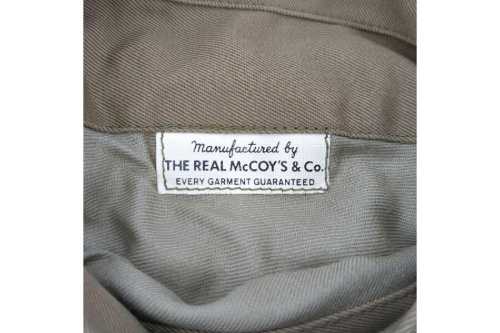 Manufactured by
THE REAL McCOY'S & Co.
EVERY GARMENT GUARANTEED